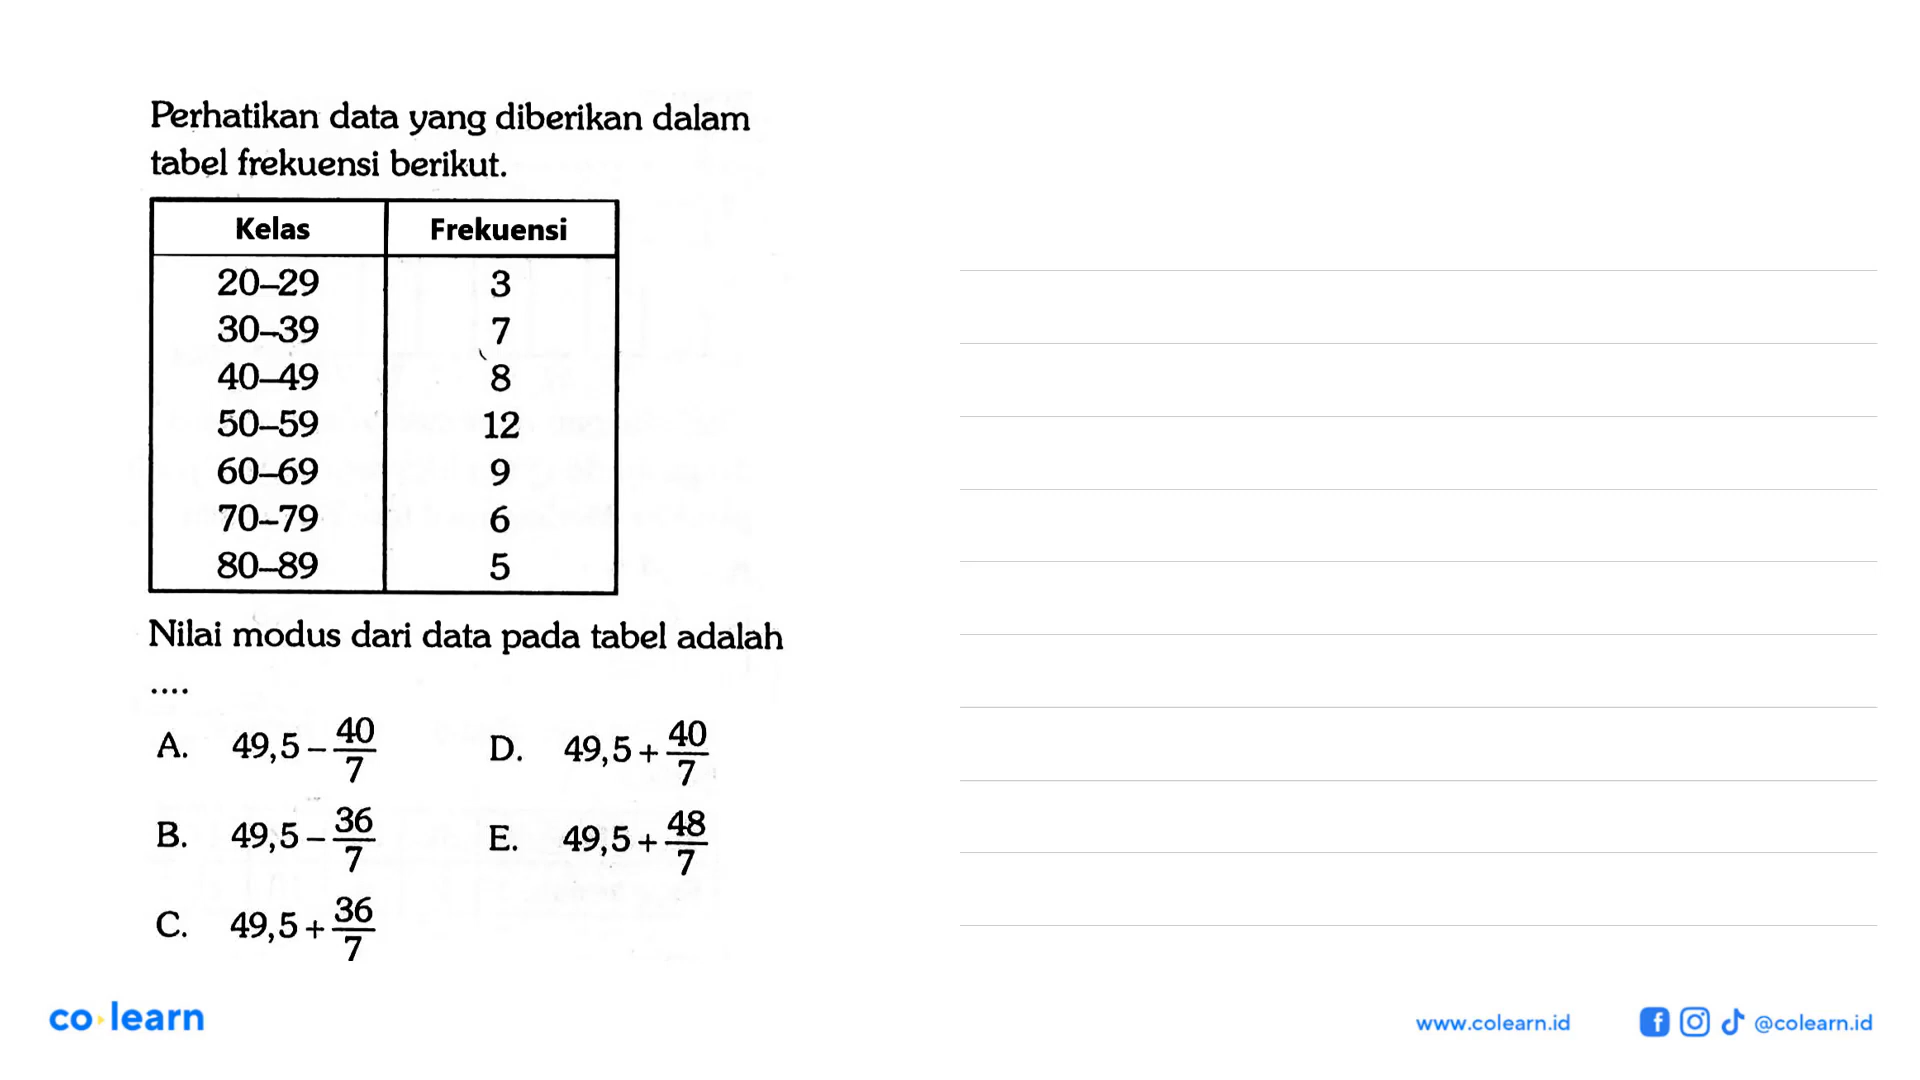 Perhatikan data yang diberikan dalam
tabel frekuensi berikut.
Kelas Frekuensi
20–29 3
30–39 7
40–49 8
50–59 12
60–69 9
70–79 6
80–89 5
Nilai modus dari data pada tabel adalah
....
A. 49,5 – 40/7 D. 49,5 + 40/7
B. 49,5 – 36/7 E. 49,5 + 48/7
C. 49,5 + 36/7
co learn
www.colearn.id @colearn.id